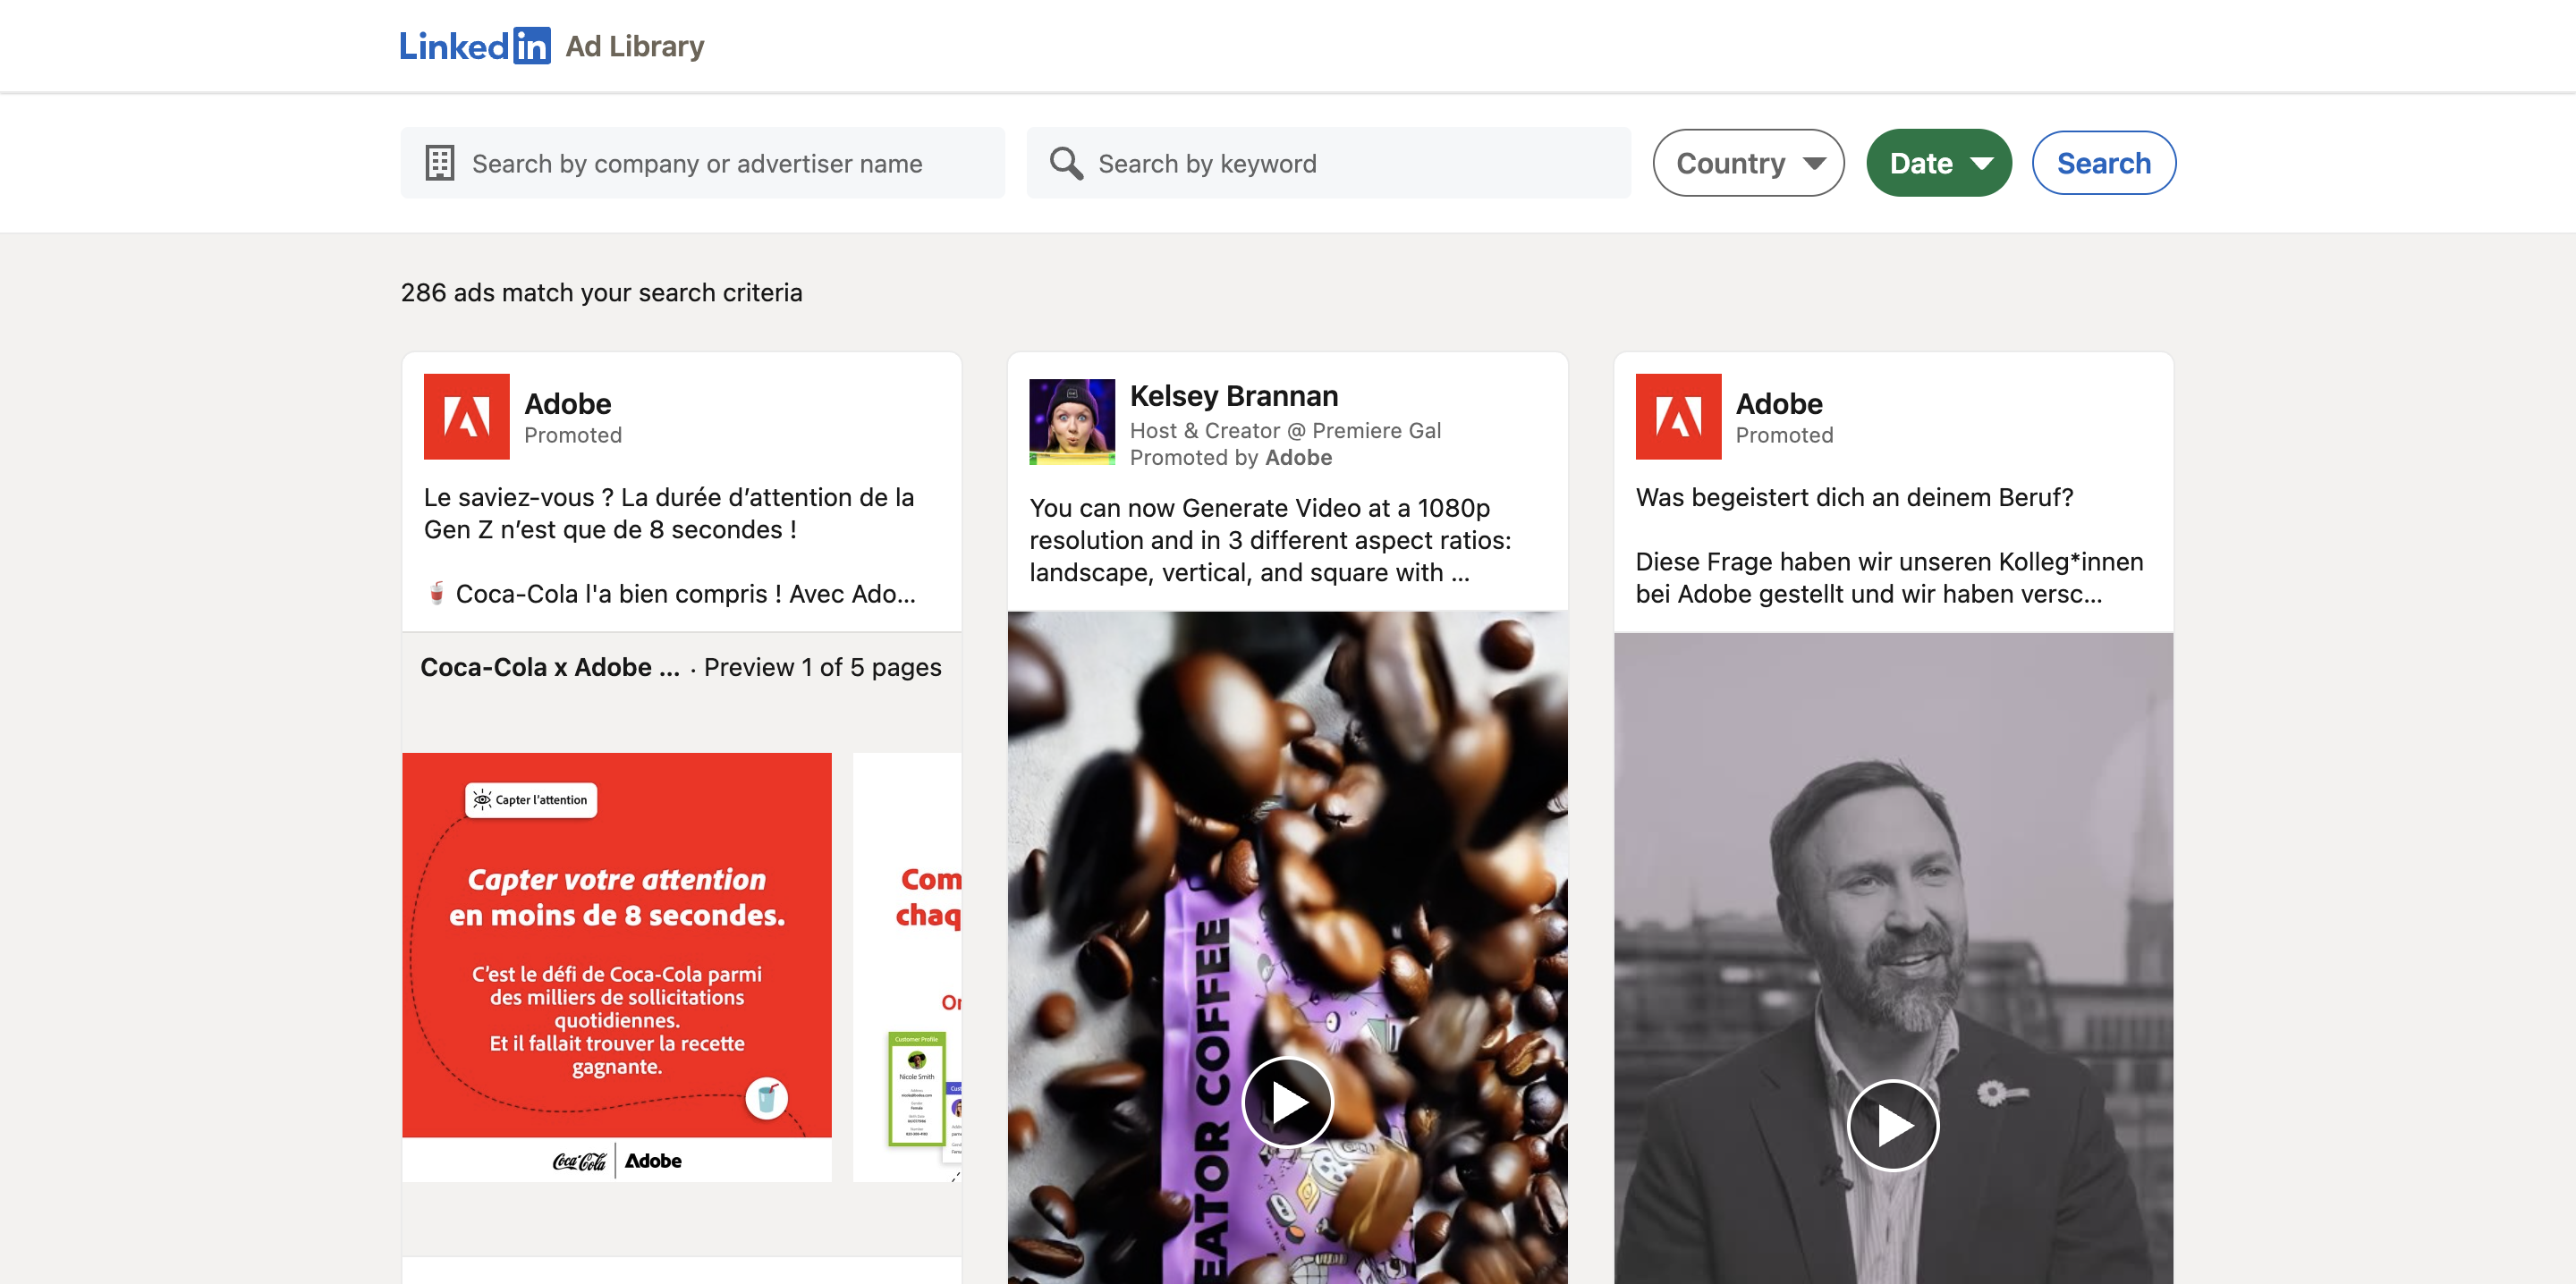 Linkedin Ad Library
Search by company or advertiser name
Search by keyword
Country
Date
Search
286 ads match your search criteria
Adobe
Promoted
Le saviez-vous ? La durée d’attention de la
Gen Z n’est que de 8 secondes !
Coca-Cola l'a bien compris ! Avec Ado...
Coca-Cola x Adobe ... · Preview 1 of 5 pages
Capter l’attention
Capter votre attention
en moins de 8 secondes.
C’est le défi de Coca-Cola parmi
des milliers de sollicitations
quotidiennes.
Et il fallait trouver la recette
gagnante.
Coca-Cola | Adobe
Com
chaq
Or
Customer Profile
Nicole Smith
Kelsey Brannan
Host & Creator @ Premiere Gal
Promoted by Adobe
You can now Generate Video at a 1080p
resolution and in 3 different aspect ratios:
landscape, vertical, and square with ...
EATOR COFFEE
Adobe
Promoted
Was begeistert dich an deinem Beruf?
Diese Frage haben wir unseren Kolleg*innen
bei Adobe gestellt und wir haben versc...